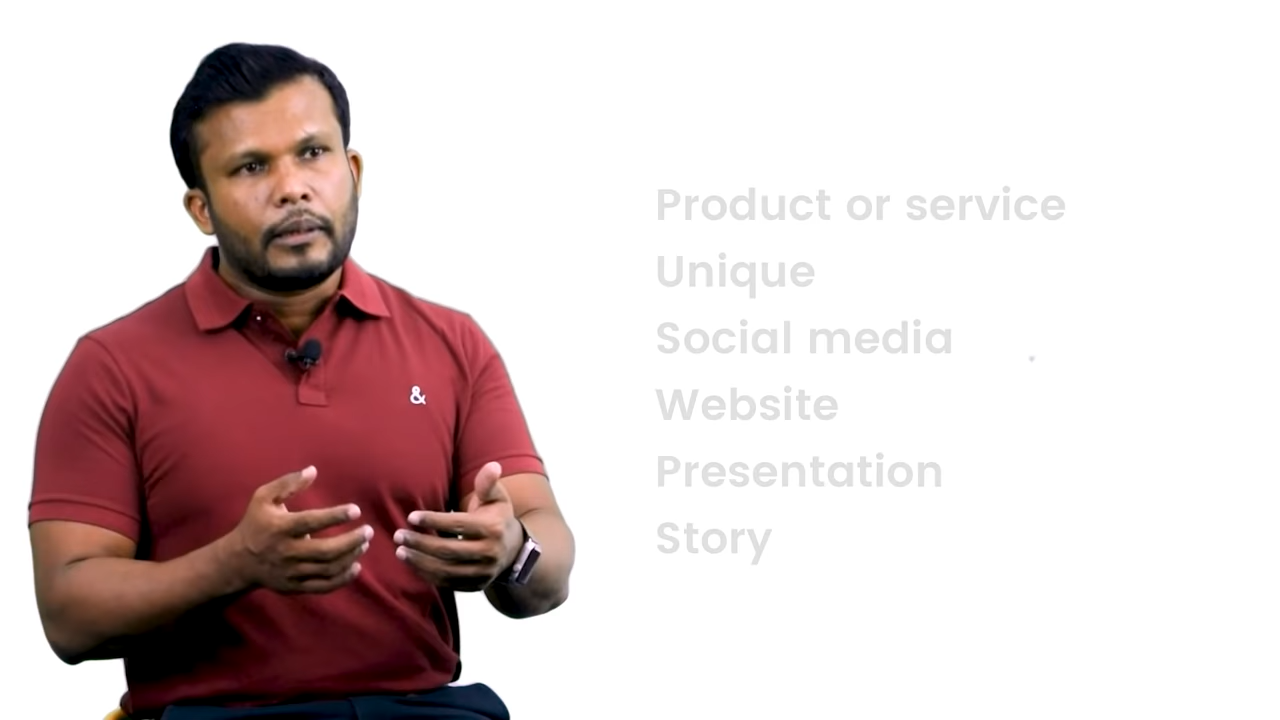 &
Product or service
Unique
Social media
Website
Presentation
Story